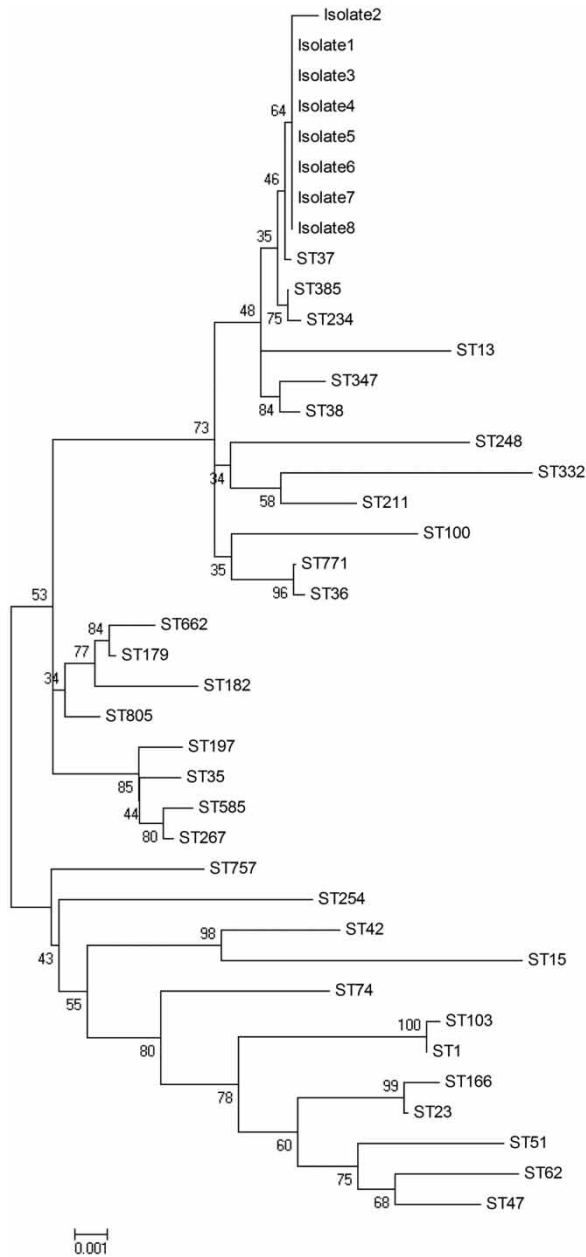 Isolate2
Isolate1
Isolate3
Isolate4
64
Isolate5
Isolate6
46
Isolate7
Isolate8
35
ST37
ST385
48
75
ST234
ST13
ST347
84
ST38
73
ST248
34
ST332
58
ST211
ST100
35
ST771
96
ST36
53
84
ST662
77
ST179
34
ST182
ST805
ST197
85
ST35
44
ST585
80
ST267
ST757
ST254
43
98
ST42
ST15
55
ST74
100
ST103
80
ST1
99
ST166
78
ST23
60
ST51
75
ST62
68
ST47
0.001